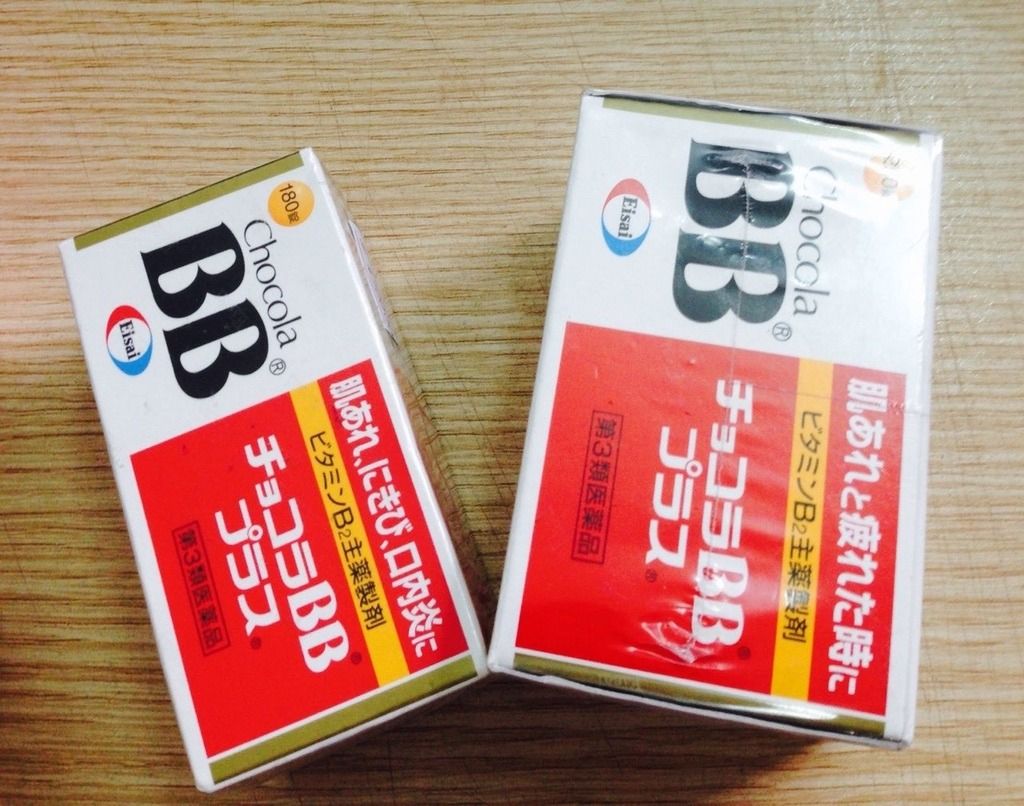 180錠
Chocola
BB®
Eisai
肌あれ、にきび、口内炎に
ビタミンB₂主薬製剤
チョコラBB®
プラス®
第3類医薬品
Chocola
BB®
Eisai
肌あれと疲れた時に
ビタミンB₂主薬製剤
チョコラBB®
プラス®
第3類医薬品